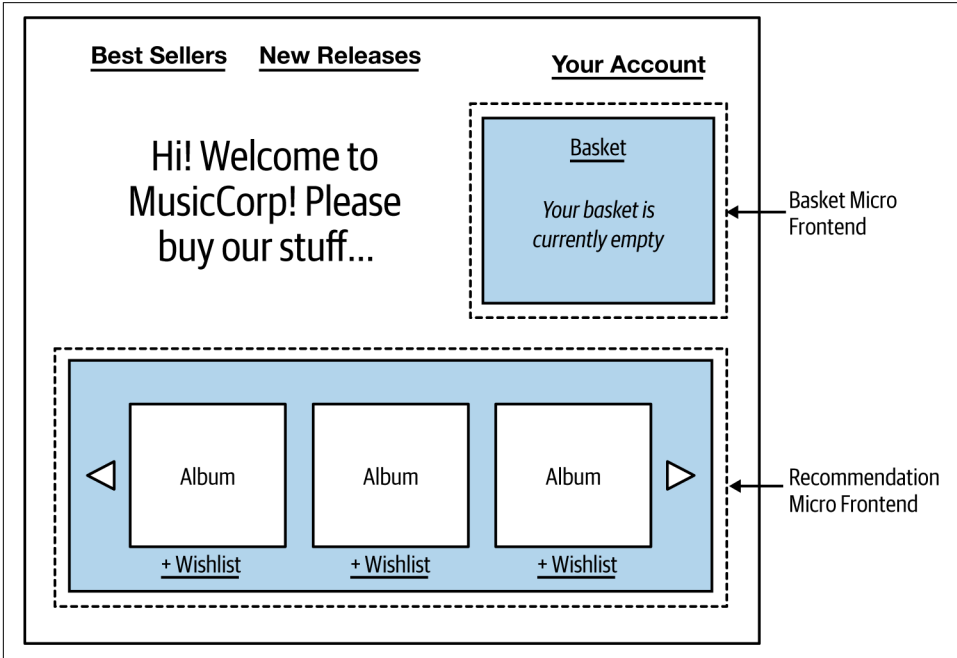 Best Sellers
New Releases
Your Account
Hi! Welcome to
MusicCorp! Please
buy our stuff...
Basket
Your basket is
currently empty
Basket Micro
Frontend
Album
Album
Album
+ Wishlist
+ Wishlist
+ Wishlist
Recommendation
Micro Frontend